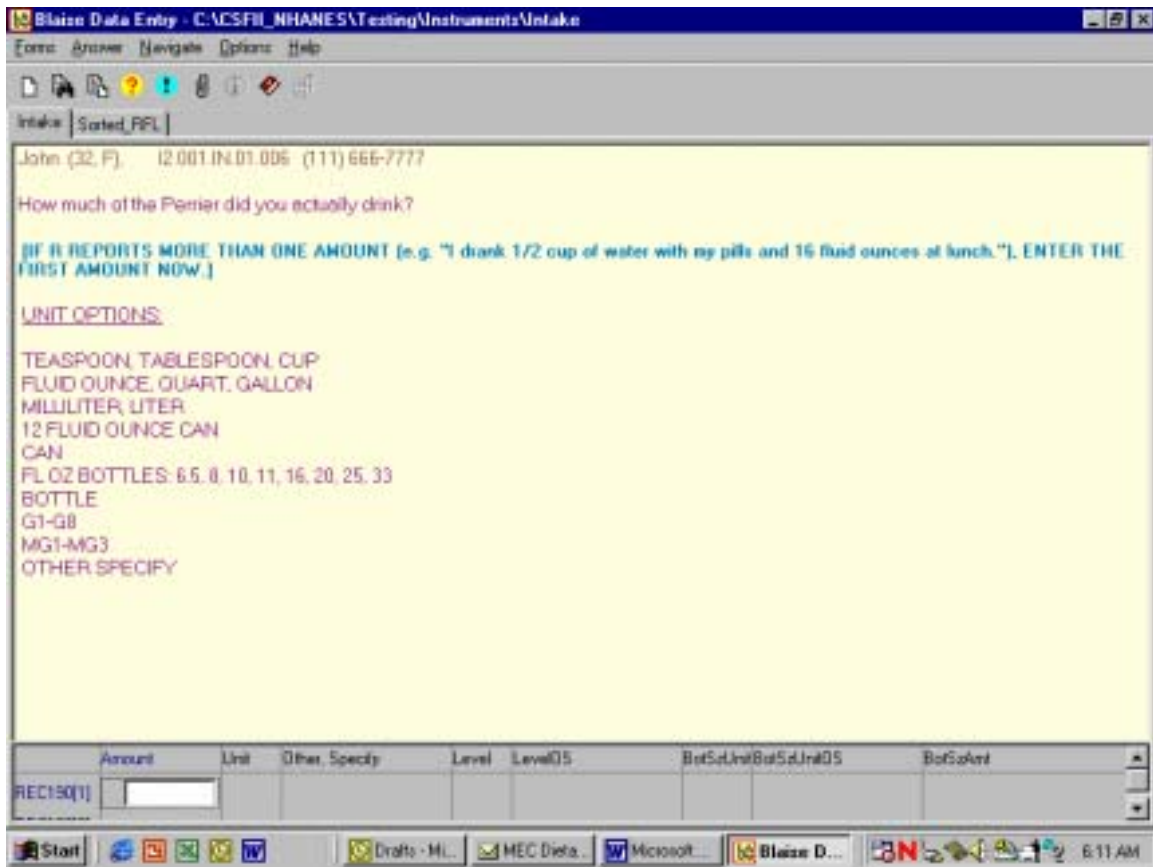 Blaise Data Entry - C:\CSFII_NHANES\Testing\Instruments\Intake
Forms Answer Navigate Options Help
Intake Sorted_RFL
John (32, F), I2.001.IN.01.006 (111) 666-7777
How much of the Perrier did you actually drink?
[IF R REPORTS MORE THAN ONE AMOUNT (e.g. "I drank 1/2 cup of water with my pills and 16 fluid ounces at lunch."), ENTER THE
FIRST AMOUNT NOW.]
UNIT OPTIONS:
TEASPOON, TABLESPOON, CUP
FLUID OUNCE, QUART, GALLON
MILLILITER, LITER
12 FLUID OUNCE CAN
CAN
FL OZ BOTTLES: 6.5, 8, 10, 11, 16, 20, 25, 33
BOTTLE
G1-G8
MG1-MG3
OTHER SPECIFY
Amount Unit Other, Specify Level LevelOS BotSzUnit BotSzUnitOS BotSzAmt
REC190[1]
Start Drafts - Mi... MEC Dieta... Microsoft... Blaise D... 6:11 AM